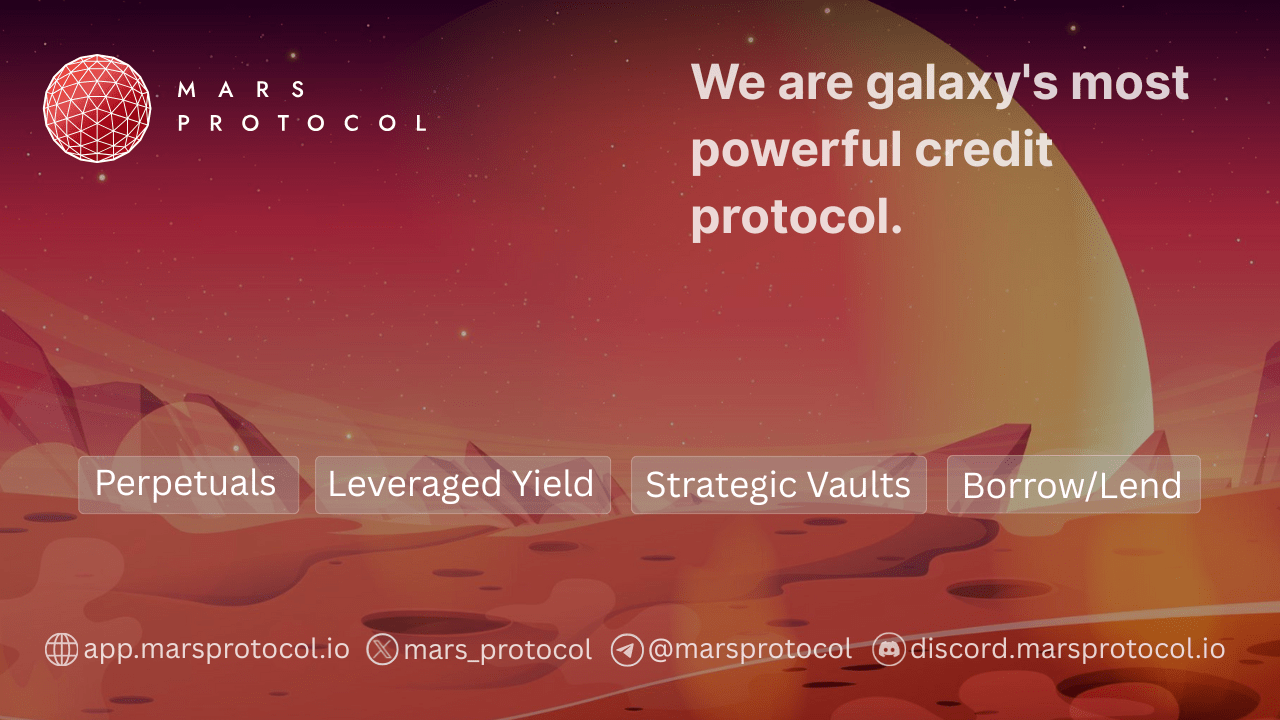 MARS
PROTOCOL
We are galaxy's most
powerful credit
protocol.
Perpetuals
Leveraged Yield
Strategic Vaults
Borrow/Lend
app.marsprotocol.io
mars_protocol
@marsprotocol
discord.marsprotocol.io